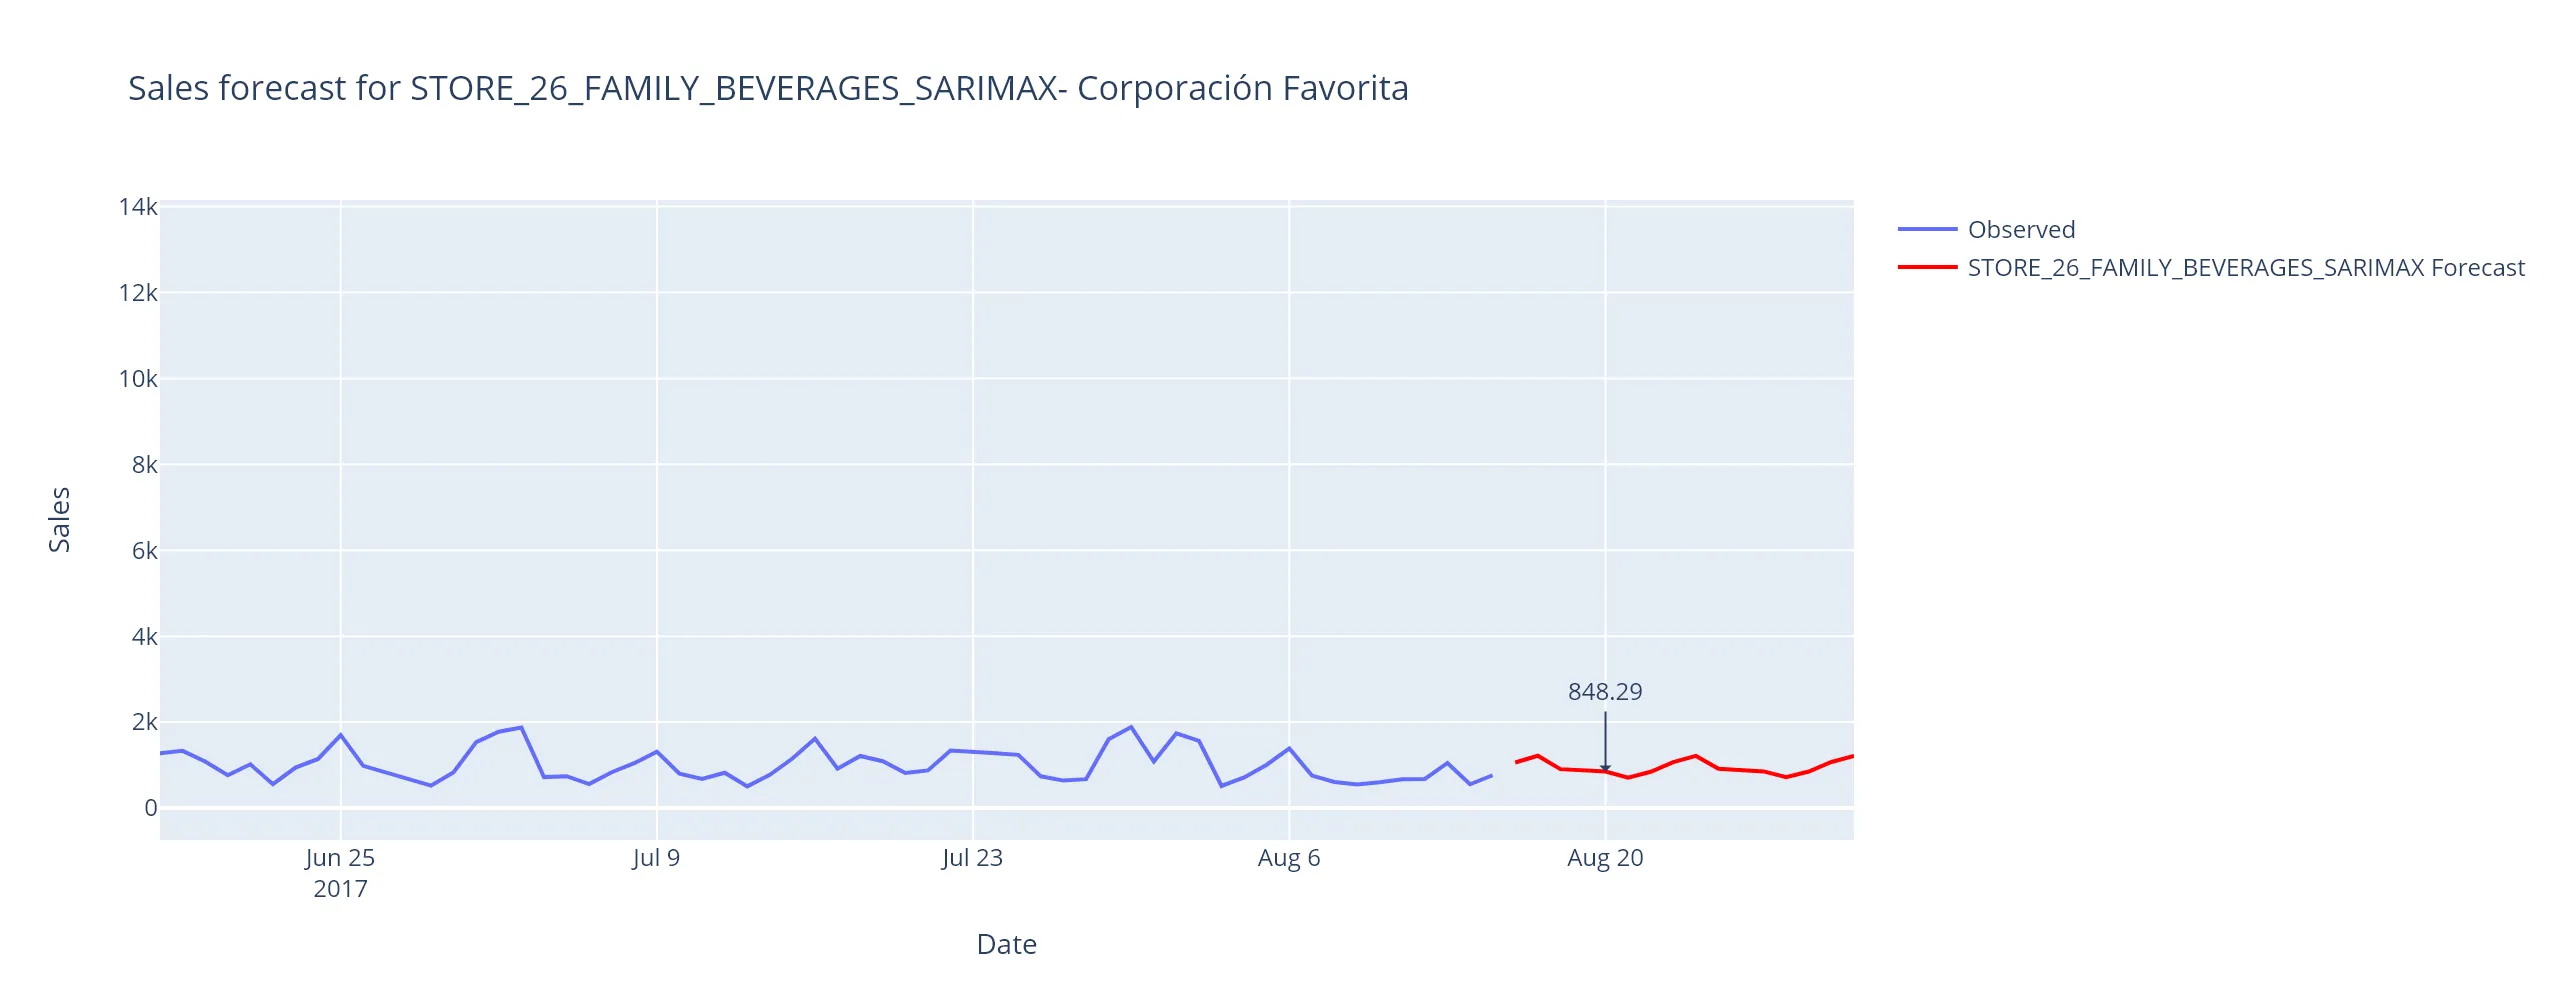 Sales forecast for STORE_26_FAMILY_BEVERAGES_SARIMAX- Corporación Favorita
Observed
STORE_26_FAMILY_BEVERAGES_SARIMAX Forecast
14k
12k
10k
8k
6k
4k
2k
0
Sales
848.29
Jun 25
2017
Jul 9
Jul 23
Aug 6
Aug 20
Date